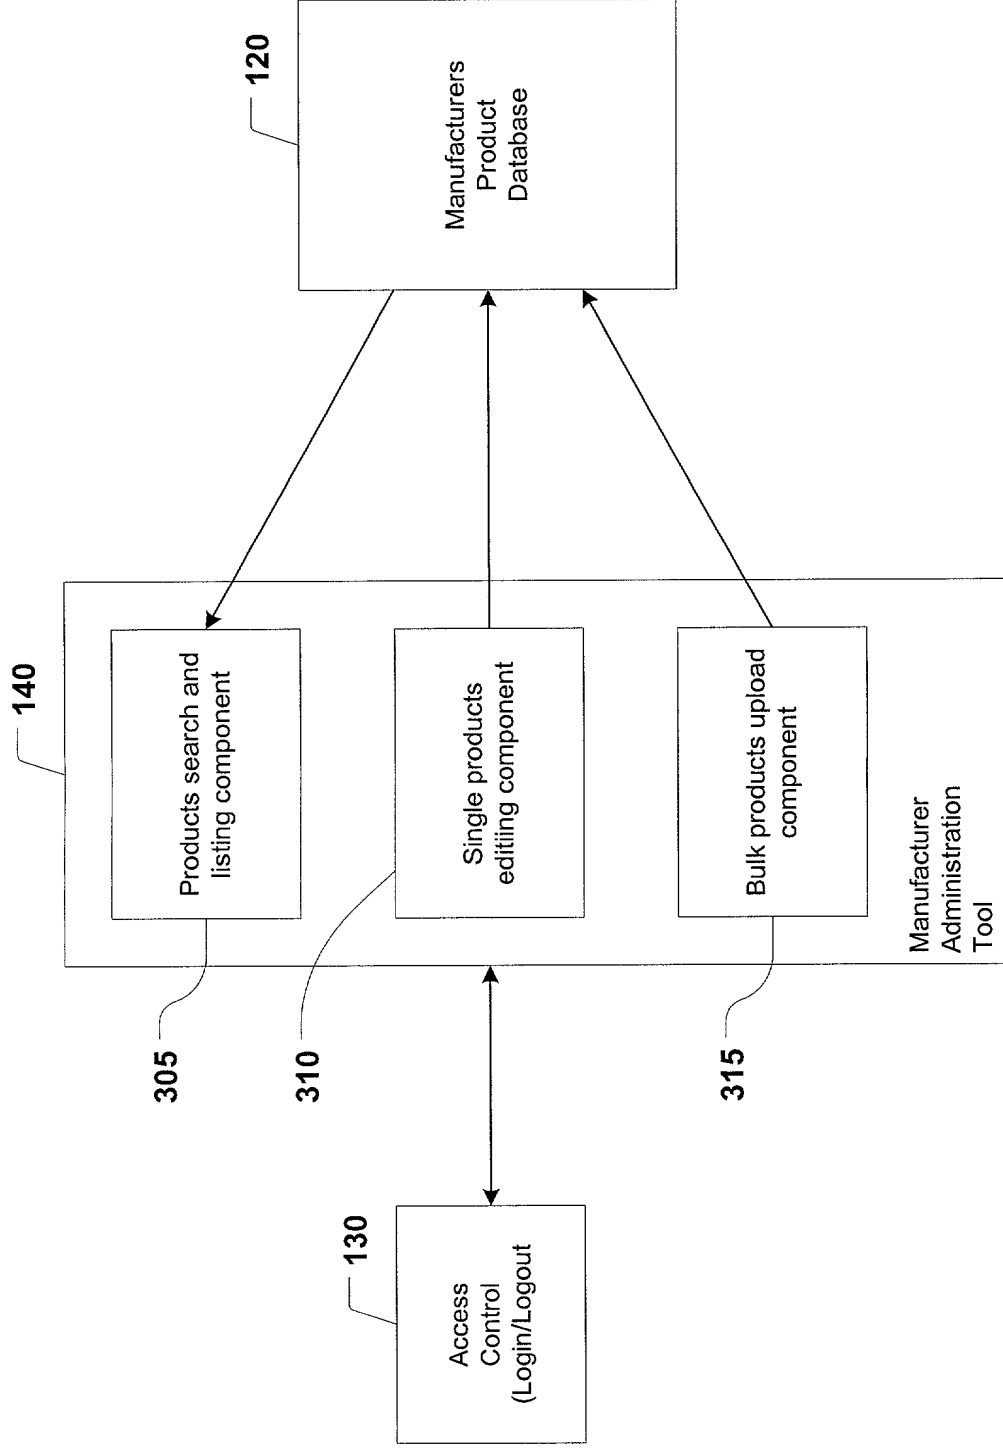 140
120
130
305
310
315
Access
Control
(Login/Logout
Products search and
listing component
Single products
editiing component
Bulk products upload
component
Manufacturer
Administration
Tool
Manufacturers
Product
Database